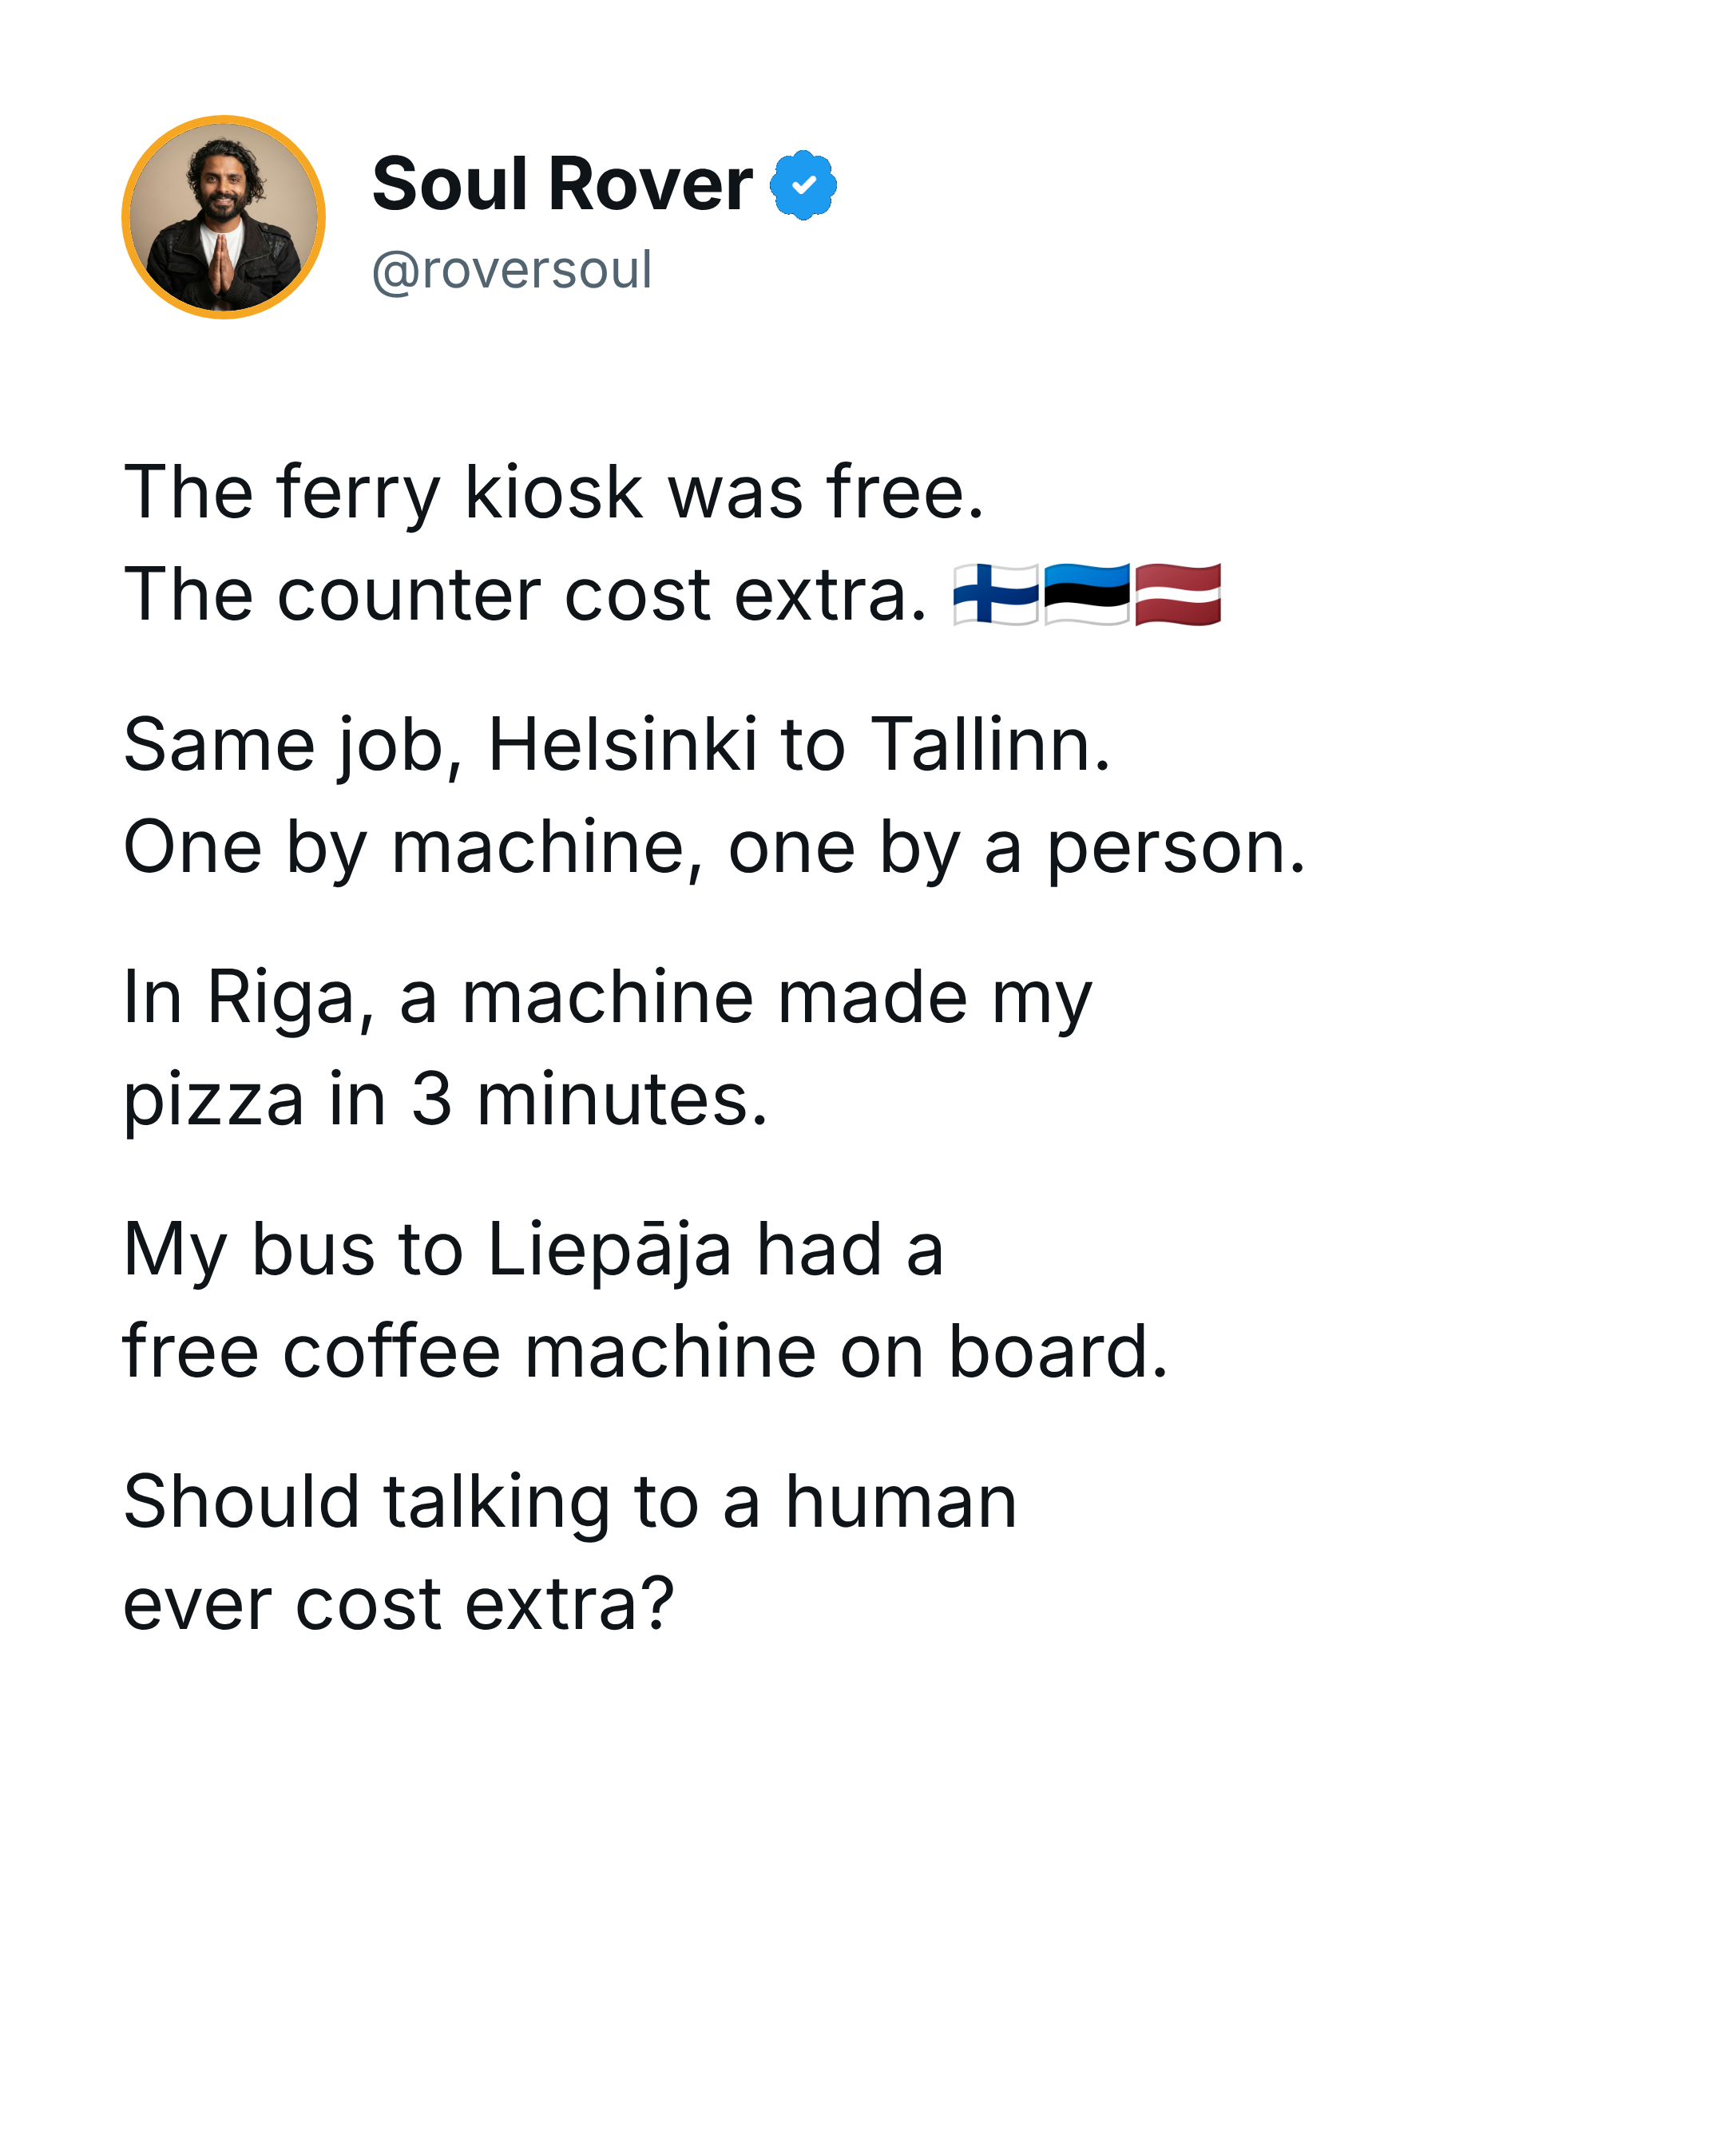 Soul Rover
@roversoul
The ferry kiosk was free.
The counter cost extra. 🇫🇮🇪🇪🇱🇻
Same job, Helsinki to Tallinn.
One by machine, one by a person.
In Riga, a machine made my
pizza in 3 minutes.
My bus to Liepāja had a
free coffee machine on board.
Should talking to a human
ever cost extra?